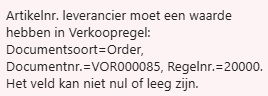 Artikelnr. leverancier moet een waarde
hebben in Verkoopregel:
Documentsoort=Order,
Documentnr.=VOR000085, Regelnr.=20000.
Het veld kan niet nul of leeg zijn.